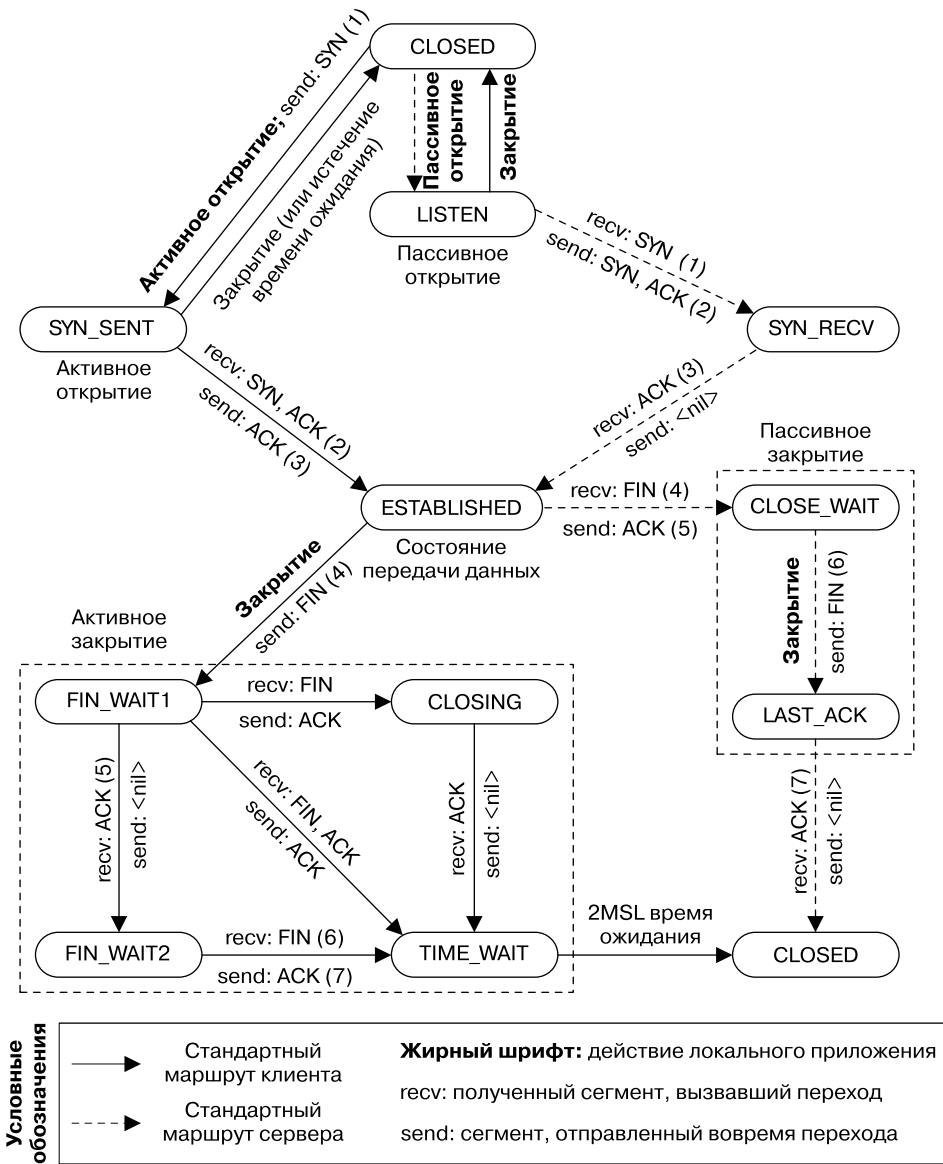 CLOSED
Активное открытие; send: SYN (1)
Закрытие (или истечение
времени ожидания)
Пассивное
открытие
Закрытие
LISTEN
Пассивное
открытие
recv: SYN (1)
send: SYN, ACK (2)
SYN_SENT
Активное
открытие
SYN_RECV
recv: SYN, ACK (2)
send: ACK (3)
recv: ACK (3)
send: <nil>
Пассивное
закрытие
ESTABLISHED
Состояние
передачи данных
recv: FIN (4)
send: ACK (5)
CLOSE_WAIT
Закрытие
send: FIN (4)
Закрытие
send: FIN (6)
Активное
закрытие
FIN_WAIT1
recv: FIN
send: ACK
CLOSING
LAST_ACK
recv: ACK (5)
send: <nil>
recv: FIN, ACK
send: ACK
recv: ACK
send: <nil>
recv: ACK (7)
send: <nil>
FIN_WAIT2
recv: FIN (6)
send: ACK (7)
TIME_WAIT
2MSL время
ожидания
CLOSED
Условные
обозначения
Стандартный
маршрут клиента
Стандартный
маршрут сервера
Жирный шрифт: действие локального приложения
recv: полученный сегмент, вызвавший переход
send: сегмент, отправленный вовремя перехода